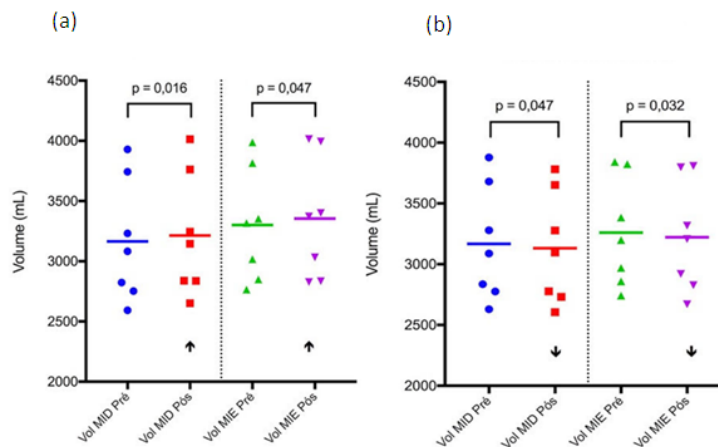 (a)
(b)
4500
4000
3500
3000
2500
2000
Volume (mL)
p = 0,016
p = 0,047
Vol MID Pré
Vol MID Pós
Vol MIE Pré
Vol MIE Pós
4500
4000
3500
3000
2500
2000
Volume (mL)
p = 0,047
p = 0,032
Vol MID Pré
Vol MID Pós
Vol MIE Pré
Vol MIE Pós